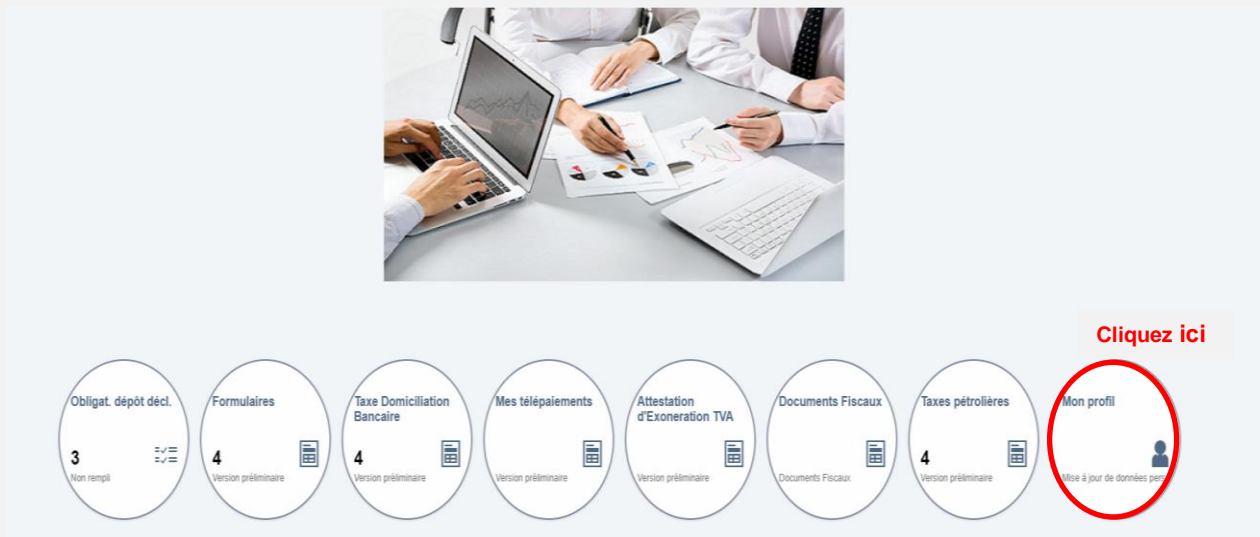 Cliquez ici
Obligat. dépôt décl.
3
Non rempli
Formulaires
4
Version préliminaire
Taxe Domiciliation
Bancaire
4
Version préliminaire
Mes télépaiements
Version préliminaire
Attestation
d'Exoneration TVA
Version préliminaire
Documents Fiscaux
Documents Fiscaux
Taxes pétrolières
4
Version préliminaire
Mon profil
Mise à jour de données pers